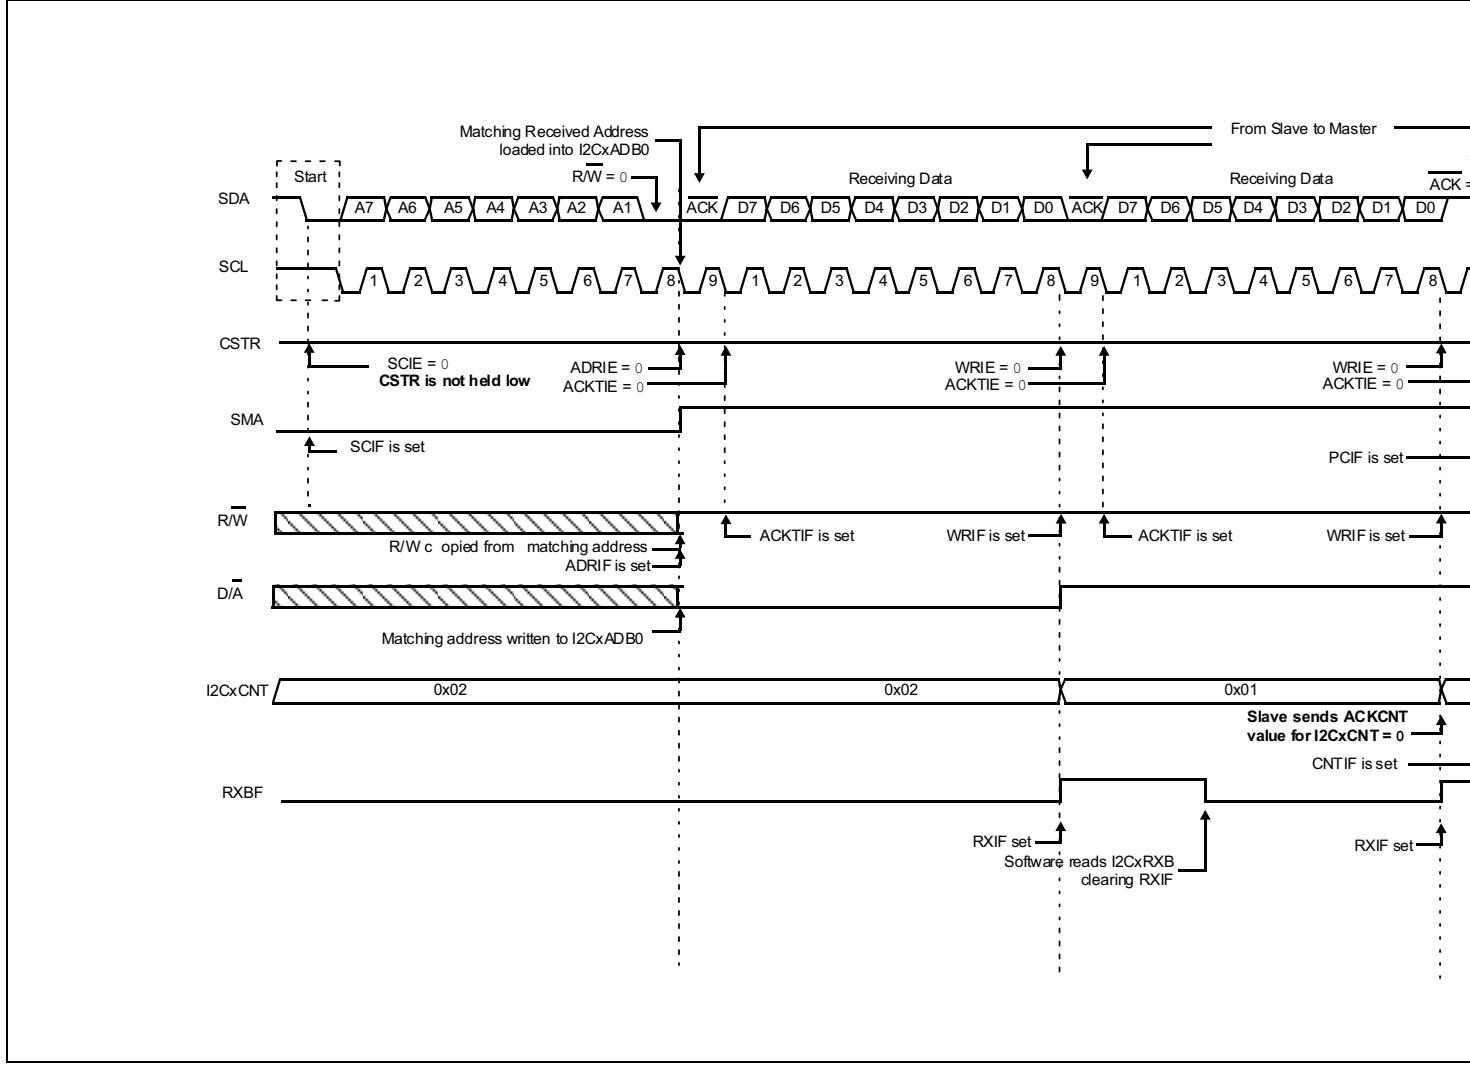 Matching Received Address
loaded into I2CxADB0
From Slave to Master
Start
R/W = 0
Receiving Data
Receiving Data
ACK =
SDA
A7 A6 A5 A4 A3 A2 A1 ACK D7 D6 D5 D4 D3 D2 D1 D0 ACK D7 D6 D5 D4 D3 D2 D1 D0
SCL
1 2 3 4 5 6 7 8 9 1 2 3 4 5 6 7 8 9 1 2 3 4 5 6 7 8
CSTR
SCIE = 0
CSTR is not held low
ADRIE = 0
ACKTIE = 0
WRIE = 0
ACKTIE = 0
WRIE = 0
ACKTIE = 0
SMA
SCIF is set
PCIF is set
R/W
ACKTIF is set
WRIF is set
ACKTIF is set
WRIF is set
R/W c opied from matching address
ADRIF is set
D/A
Matching address written to I2CxADB0
I2CxCNT
0x02
0x02
0x01
Slave sends ACKCNT
value for I2CxCNT = 0
CNTIF is set
RXBF
RXIF set
Software reads I2CxRXB
clearing RXIF
RXIF set